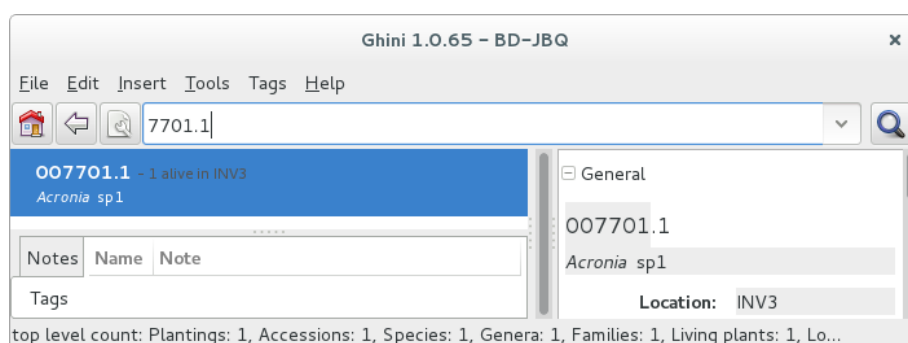 Ghini 1.0.65 - BD-JBQ ×
File Edit Insert Tools Tags Help
7701.1
007701.1 - 1 alive in INV3
Acronia sp1
Notes Name Note
Tags
General
007701.1
Acronia sp1
Location: INV3
top level count: Plantings: 1, Accessions: 1, Species: 1, Genera: 1, Families: 1, Living plants: 1, Lo...